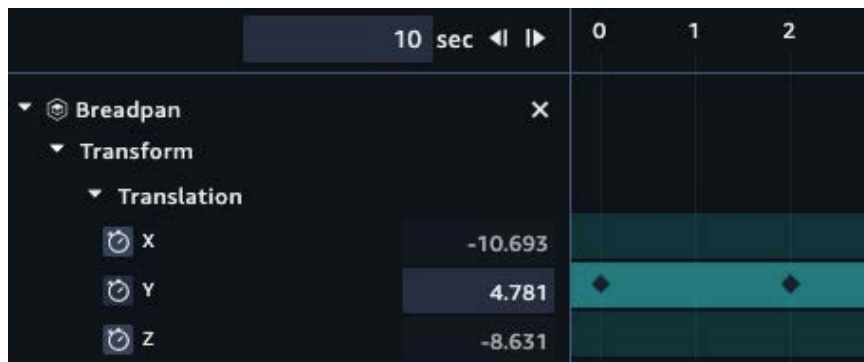 10 sec 0 1 2
Breadpan
Transform
Translation
X -10.693
Y 4.781
Z -8.631